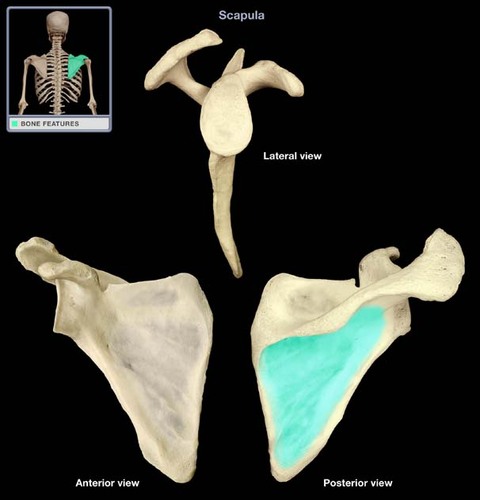 Scapula
BONE FEATURES
Lateral view
Anterior view
Posterior view